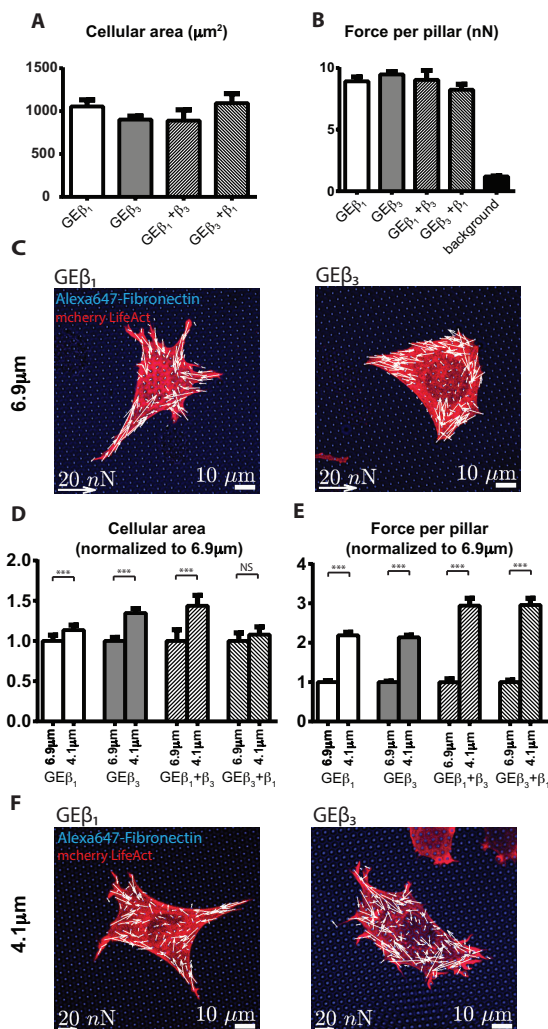 A
Cellular area (μm²)
1500
1000
500
0
GEβ₁
GEβ₃
GEβ₁+β₃
GEβ₃+β₁
B
Force per pillar (nN)
10
5
0
GEβ₁
GEβ₃
GEβ₁+β₃
GEβ₃+β₁
background
C
GEβ₁
Alexa647-Fibronectin
mcherry LifeAct
6.9μm
20 nN
10 μm
GEβ₃
20 nN
10 μm
D
Cellular area
(normalized to 6.9μm)
2.0
1.5
1.0
0.5
0.0
***
***
***
NS
6.9μm
4.1μm
6.9μm
4.1μm
6.9μm
4.1μm
6.9μm
4.1μm
GEβ₁
GEβ₃
GEβ₁+β₃
GEβ₃+β₁
E
Force per pillar
(normalized to 6.9μm)
4
3
2
1
0
***
***
***
***
6.9μm
4.1μm
6.9μm
4.1μm
6.9μm
4.1μm
6.9μm
4.1μm
GEβ₁
GEβ₃
GEβ₁+β₃
GEβ₃+β₁
F
GEβ₁
Alexa647-Fibronectin
mcherry LifeAct
4.1μm
20 nN
10 μm
GEβ₃
20 nN
10 μm